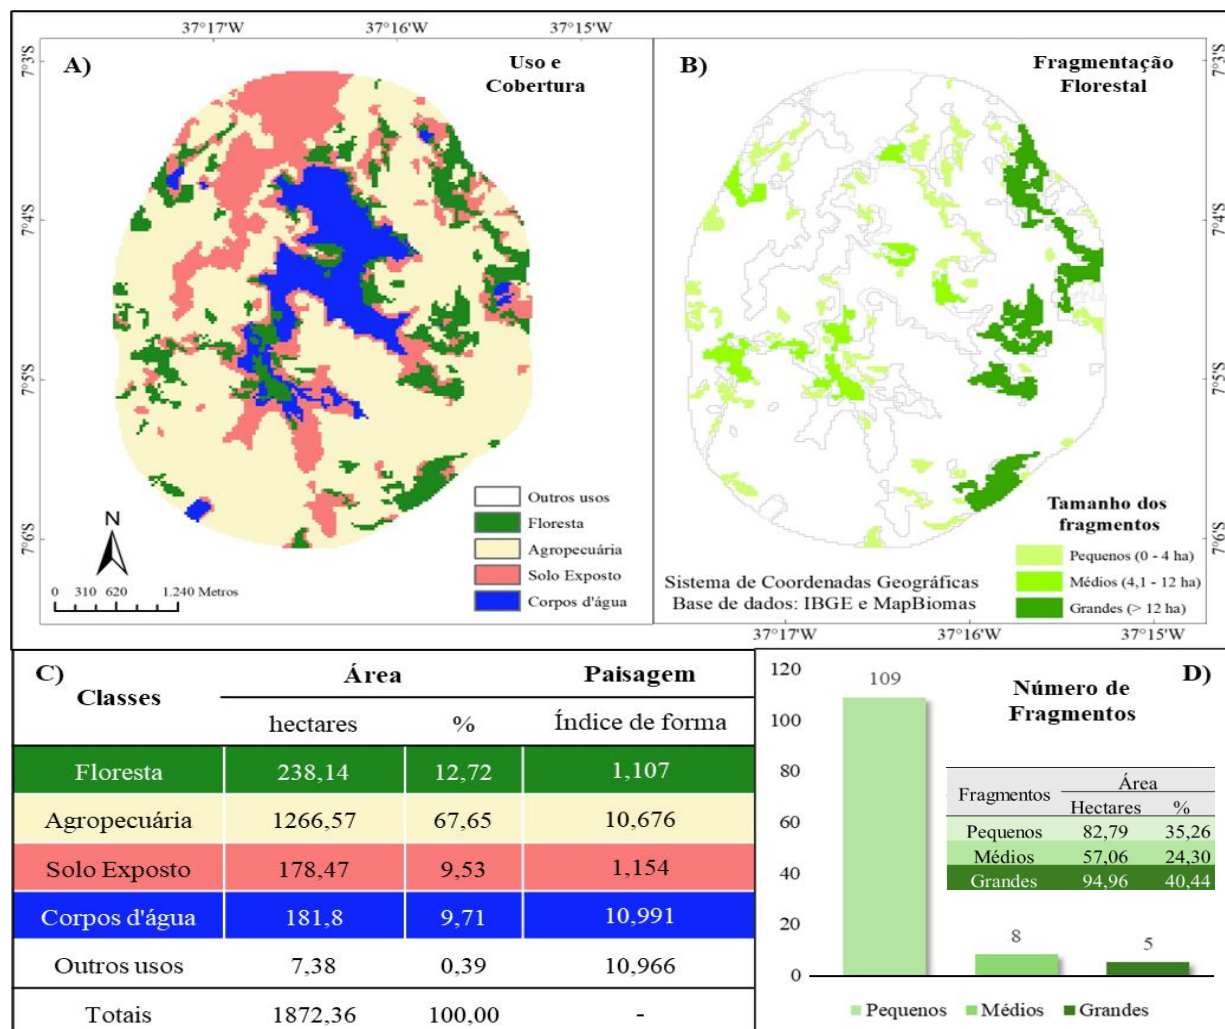 37°17'W 37°16'W 37°15'W
7°3'S
7°4'S
7°5'S
7°6'S
A)
Uso e
Cobertura
Outros usos
Floresta
Agropecuária
Solo Exposto
Corpos d'água
N
0 310 620 1.240 Metros
B)
Fragmentação
Florestal
7°3'S
7°4'S
7°5'S
7°6'S
Tamanho dos
fragmentos
Pequenos (0 - 4 ha)
Médios (4,1 - 12 ha)
Grandes (> 12 ha)
Sistema de Coordenadas Geográficas
Base de dados: IBGE e MapBiomas
37°17'W 37°16'W 37°15'W
C)
Classes Área Paisagem
hectares % Índice de forma
Floresta 238,14 12,72 1,107
Agropecuária 1266,57 67,65 10,676
Solo Exposto 178,47 9,53 1,154
Corpos d'água 181,8 9,71 10,991
Outros usos 7,38 0,39 10,966
Totais 1872,36 100,00 -
D)
Número de
Fragmentos
120
100
80
60
40
20
0
109
8
5
Fragmentos Área
Hectares %
Pequenos 82,79 35,26
Médios 57,06 24,30
Grandes 94,96 40,44
Pequenos Médios Grandes